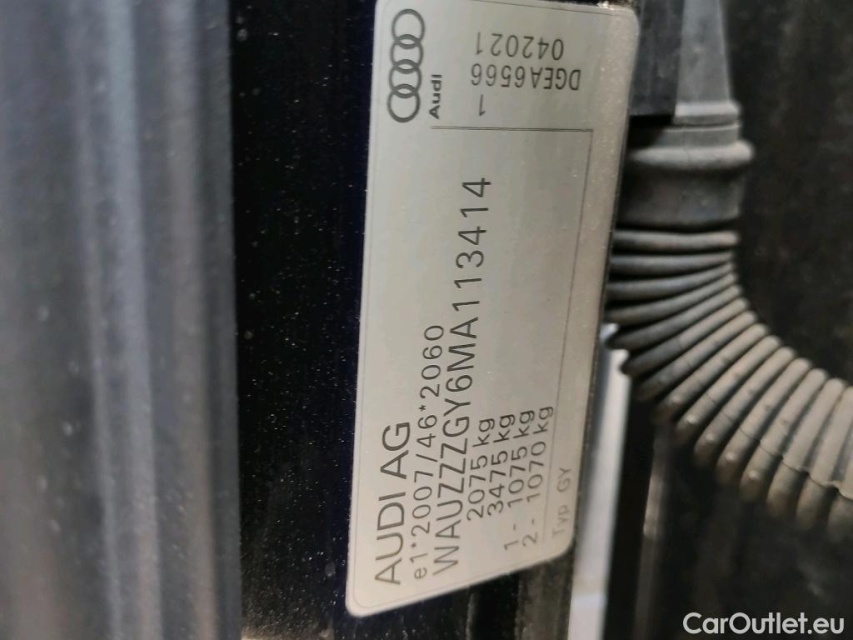 AUDI AG
e1*2007/46*2060
WAUZZZGY6MA113414
2075 kg
3475 kg
1 - 1075 kg
2 - 1070 kg
Typ GY
Audi
1
DGEA6566
042021
CarOutlet.eu